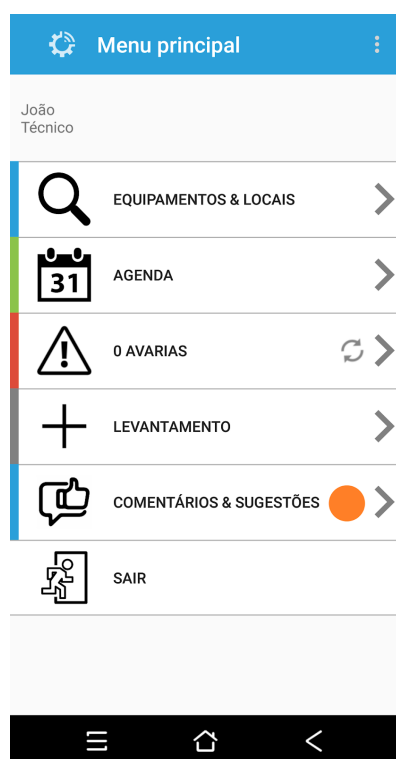 Menu principal
João
Técnico
EQUIPAMENTOS & LOCAIS
31
AGENDA
0 AVARIAS
LEVANTAMENTO
COMENTÁRIOS & SUGESTÕES
SAIR